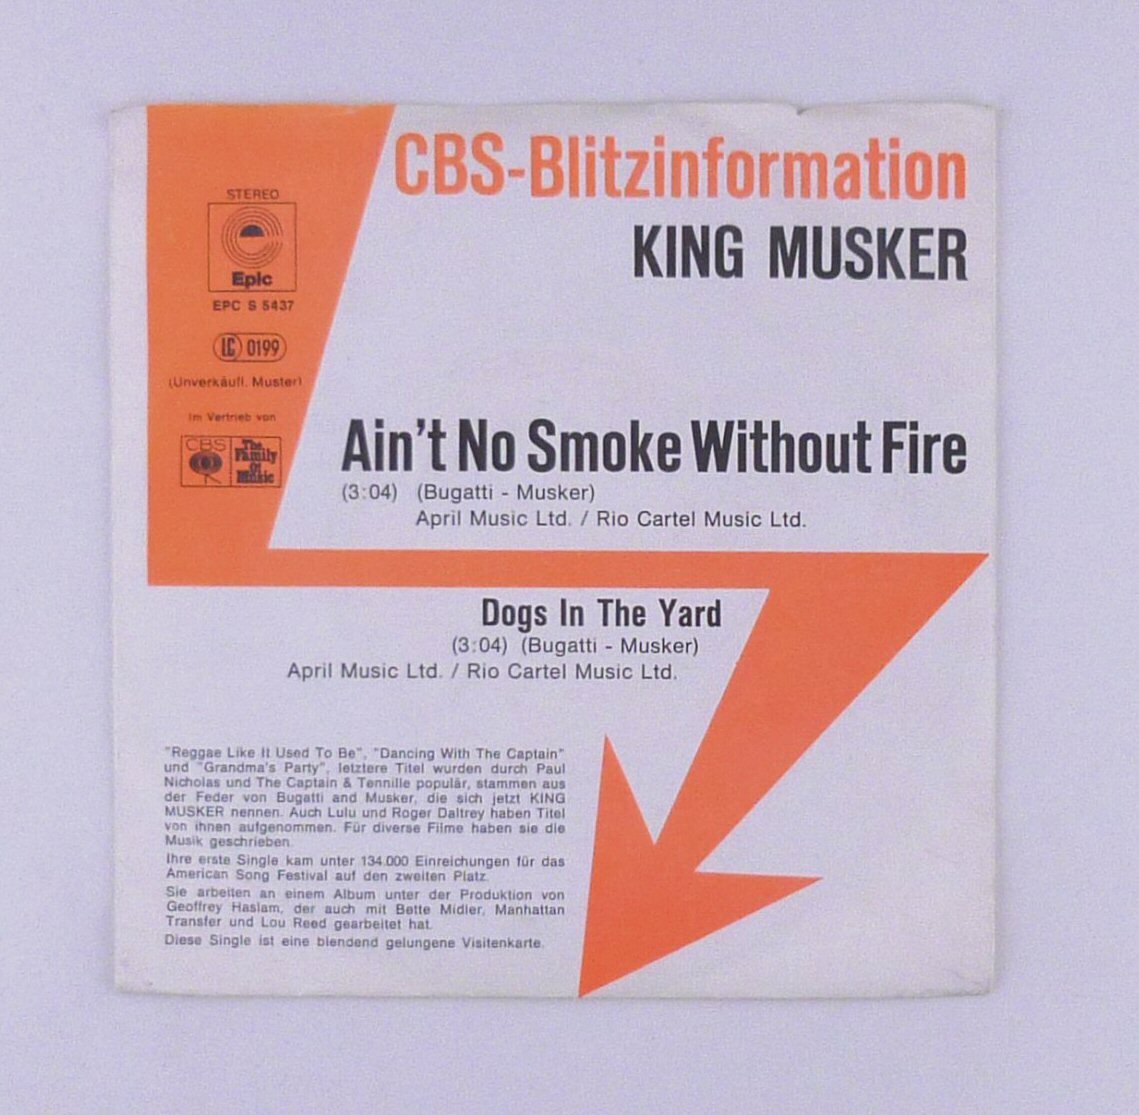 CBS-Blitzinformation
KING MUSKER
STEREO
Epic
EPC S 5437
LC 0199
(Unverkäufl. Muster)
Im Vertrieb von
CBS
The
Family
Of
Music
Ain't No Smoke Without Fire
(3:04) (Bugatti - Musker)
April Music Ltd. / Rio Cartel Music Ltd.
Dogs In The Yard
(3:04) (Bugatti - Musker)
April Music Ltd. / Rio Cartel Music Ltd.
"Reggae Like It Used To Be", "Dancing With The Captain"
und "Grandma's Party", letztere Titel wurden durch Paul
Nicholas und The Captain & Tennille populär, stammen aus
der Feder von Bugatti and Musker, die sich jetzt KING
MUSKER nennen. Auch Lulu und Roger Daltrey haben Titel
von ihnen aufgenommen. Für diverse Filme haben sie die
Musik geschrieben.
Ihre erste Single kam unter 134.000 Einreichungen für das
American Song Festival auf den zweiten Platz.
Sie arbeiten an einem Album unter der Produktion von
Geoffrey Haslam, der auch mit Bette Midler, Manhattan
Transfer und Lou Reed gearbeitet hat.
Diese Single ist eine blendend gelungene Visitenkarte.